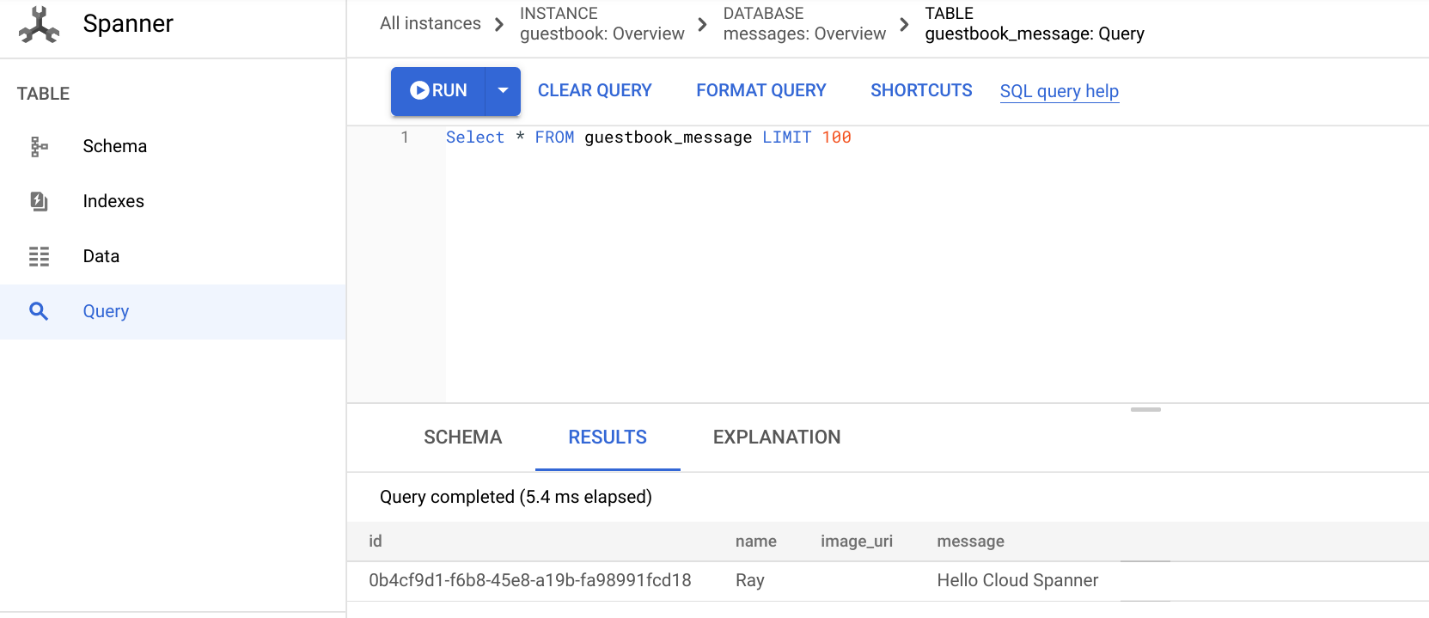 Spanner
All instances
INSTANCE
guestbook: Overview
DATABASE
messages: Overview
TABLE
guestbook_message: Query
TABLE
Schema
Indexes
Data
Query
RUN CLEAR QUERY FORMAT QUERY SHORTCUTS SQL query help
1 Select * FROM guestbook_message LIMIT 100
SCHEMA RESULTS EXPLANATION
Query completed (5.4 ms elapsed)
id name image_uri message
0b4cf9d1-f6b8-45e8-a19b-fa98991fcd18 Ray Hello Cloud Spanner